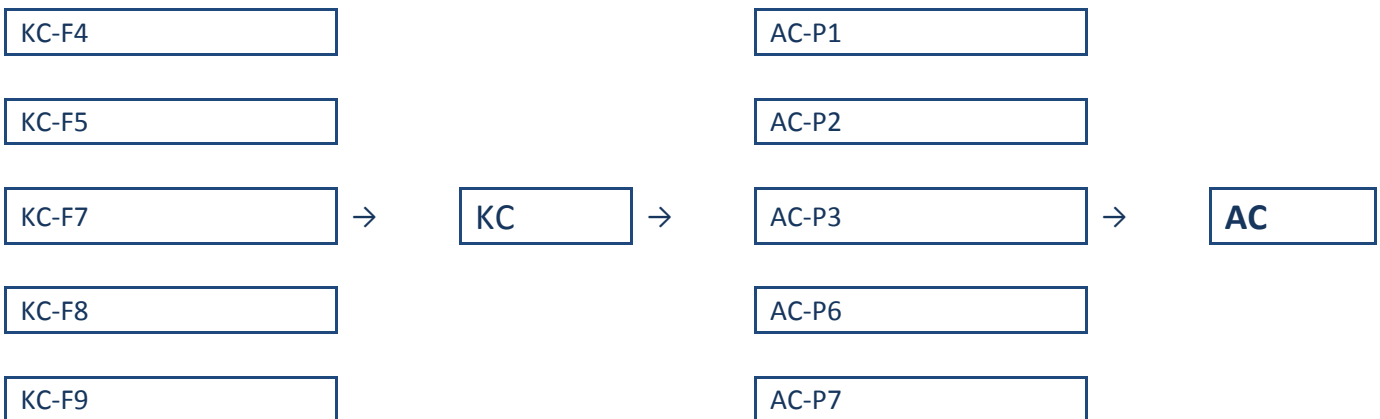 KC-F4
AC-P1
KC-F5
AC-P2
KC-F7 → KC → AC-P3 → AC
KC-F8
AC-P6
KC-F9
AC-P7